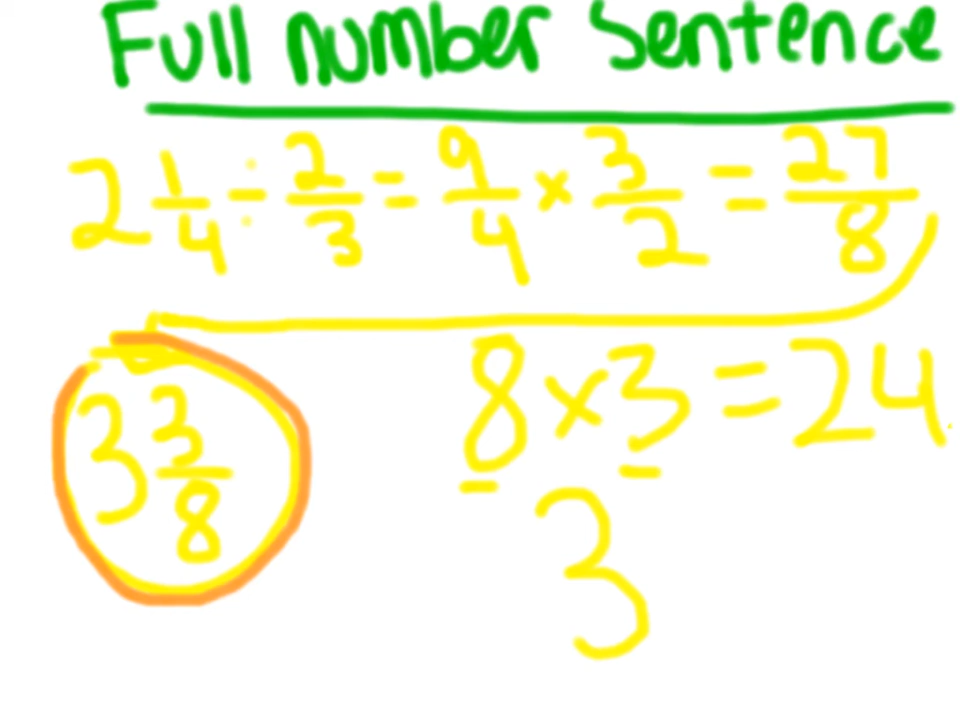 Full number Sentence
2 1/4 ÷ 2/3 = 9/4 × 3/2 = 27/8
3 3/8
8 × 3 = 24
3